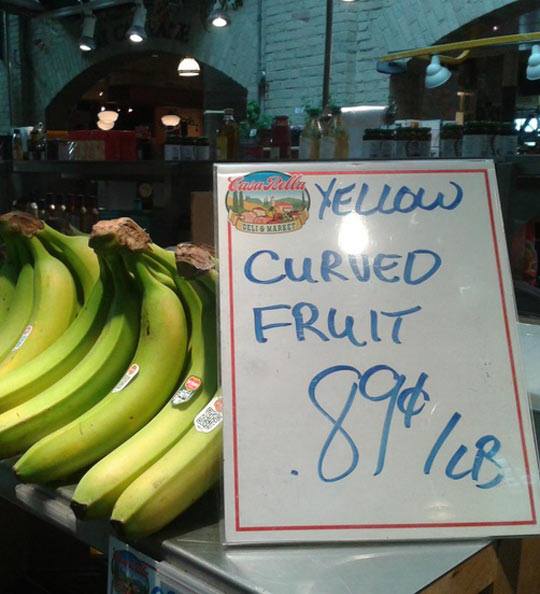 Casa Bella
DELI & MARKET
YELLOW
CURVED
FRUIT
.89¢/LB